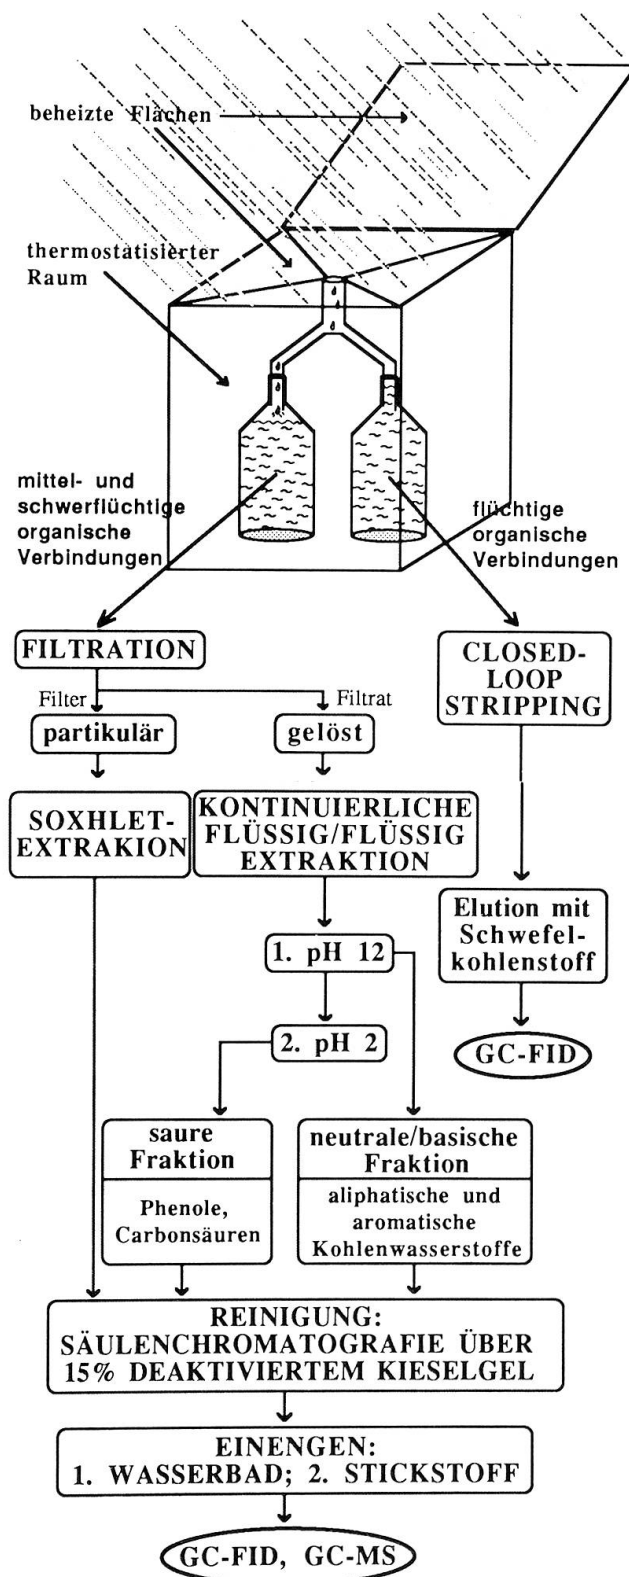 beheizte Flächen
thermostatisierter
Raum
mittel- und
schwerflüchtige
organische
Verbindungen
flüchtige
organische
Verbindungen
FILTRATION
CLOSED-
LOOP
STRIPPING
Filter
Filtrat
partikulär
gelöst
SOXHLET-
EXTRAKION
KONTINUIERLICHE
FLÜSSIG/FLÜSSIG
EXTRAKTION
Elution mit
Schwefel-
kohlenstoff
1. pH 12
2. pH 2
GC-FID
saure
Fraktion
Phenole,
Carbonsäuren
neutrale/basische
Fraktion
aliphatische und
aromatische
Kohlenwasserstoffe
REINIGUNG:
SÄULENCHROMATOGRAFIE ÜBER
15% DEAKTIVIERTEM KIESELGEL
EINENGEN:
1. WASSERBAD; 2. STICKSTOFF
GC-FID, GC-MS